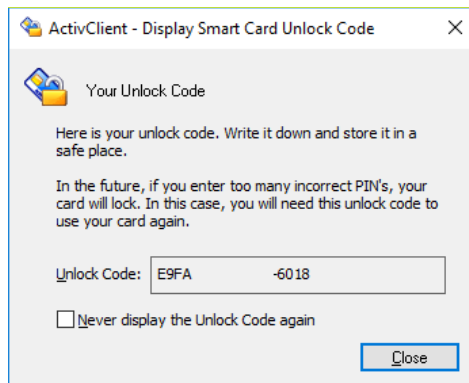 ActivClient - Display Smart Card Unlock Code
Your Unlock Code
Here is your unlock code. Write it down and store it in a
safe place.
In the future, if you enter too many incorrect PIN's, your
card will lock. In this case, you will need this unlock code to
use your card again.
Unlock Code: E9FA -6018
Never display the Unlock Code again
Close